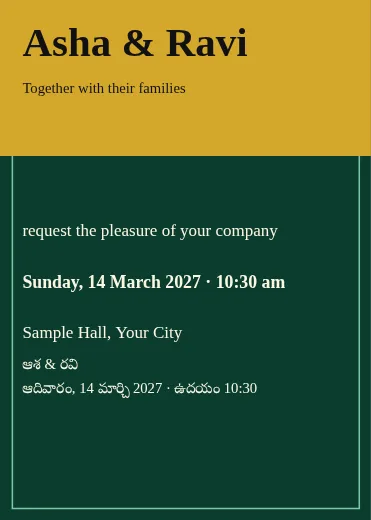 Asha & Ravi
Together with their families
request the pleasure of your company
Sunday, 14 March 2027 · 10:30 am
Sample Hall, Your City
ఆశ & రవి
ఆదివారం, 14 మార్చి 2027 · ఉదయం 10:30